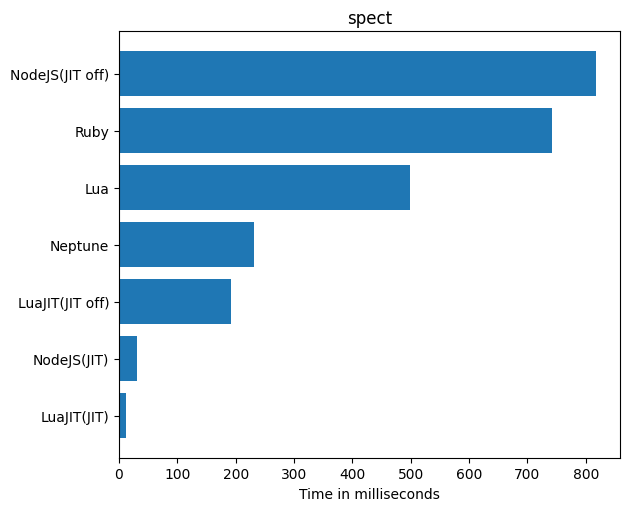 spect
NodeJS(JIT off)
Ruby
Lua
Neptune
LuaJIT(JIT off)
NodeJS(JIT)
LuaJIT(JIT)
0 100 200 300 400 500 600 700 800
Time in milliseconds